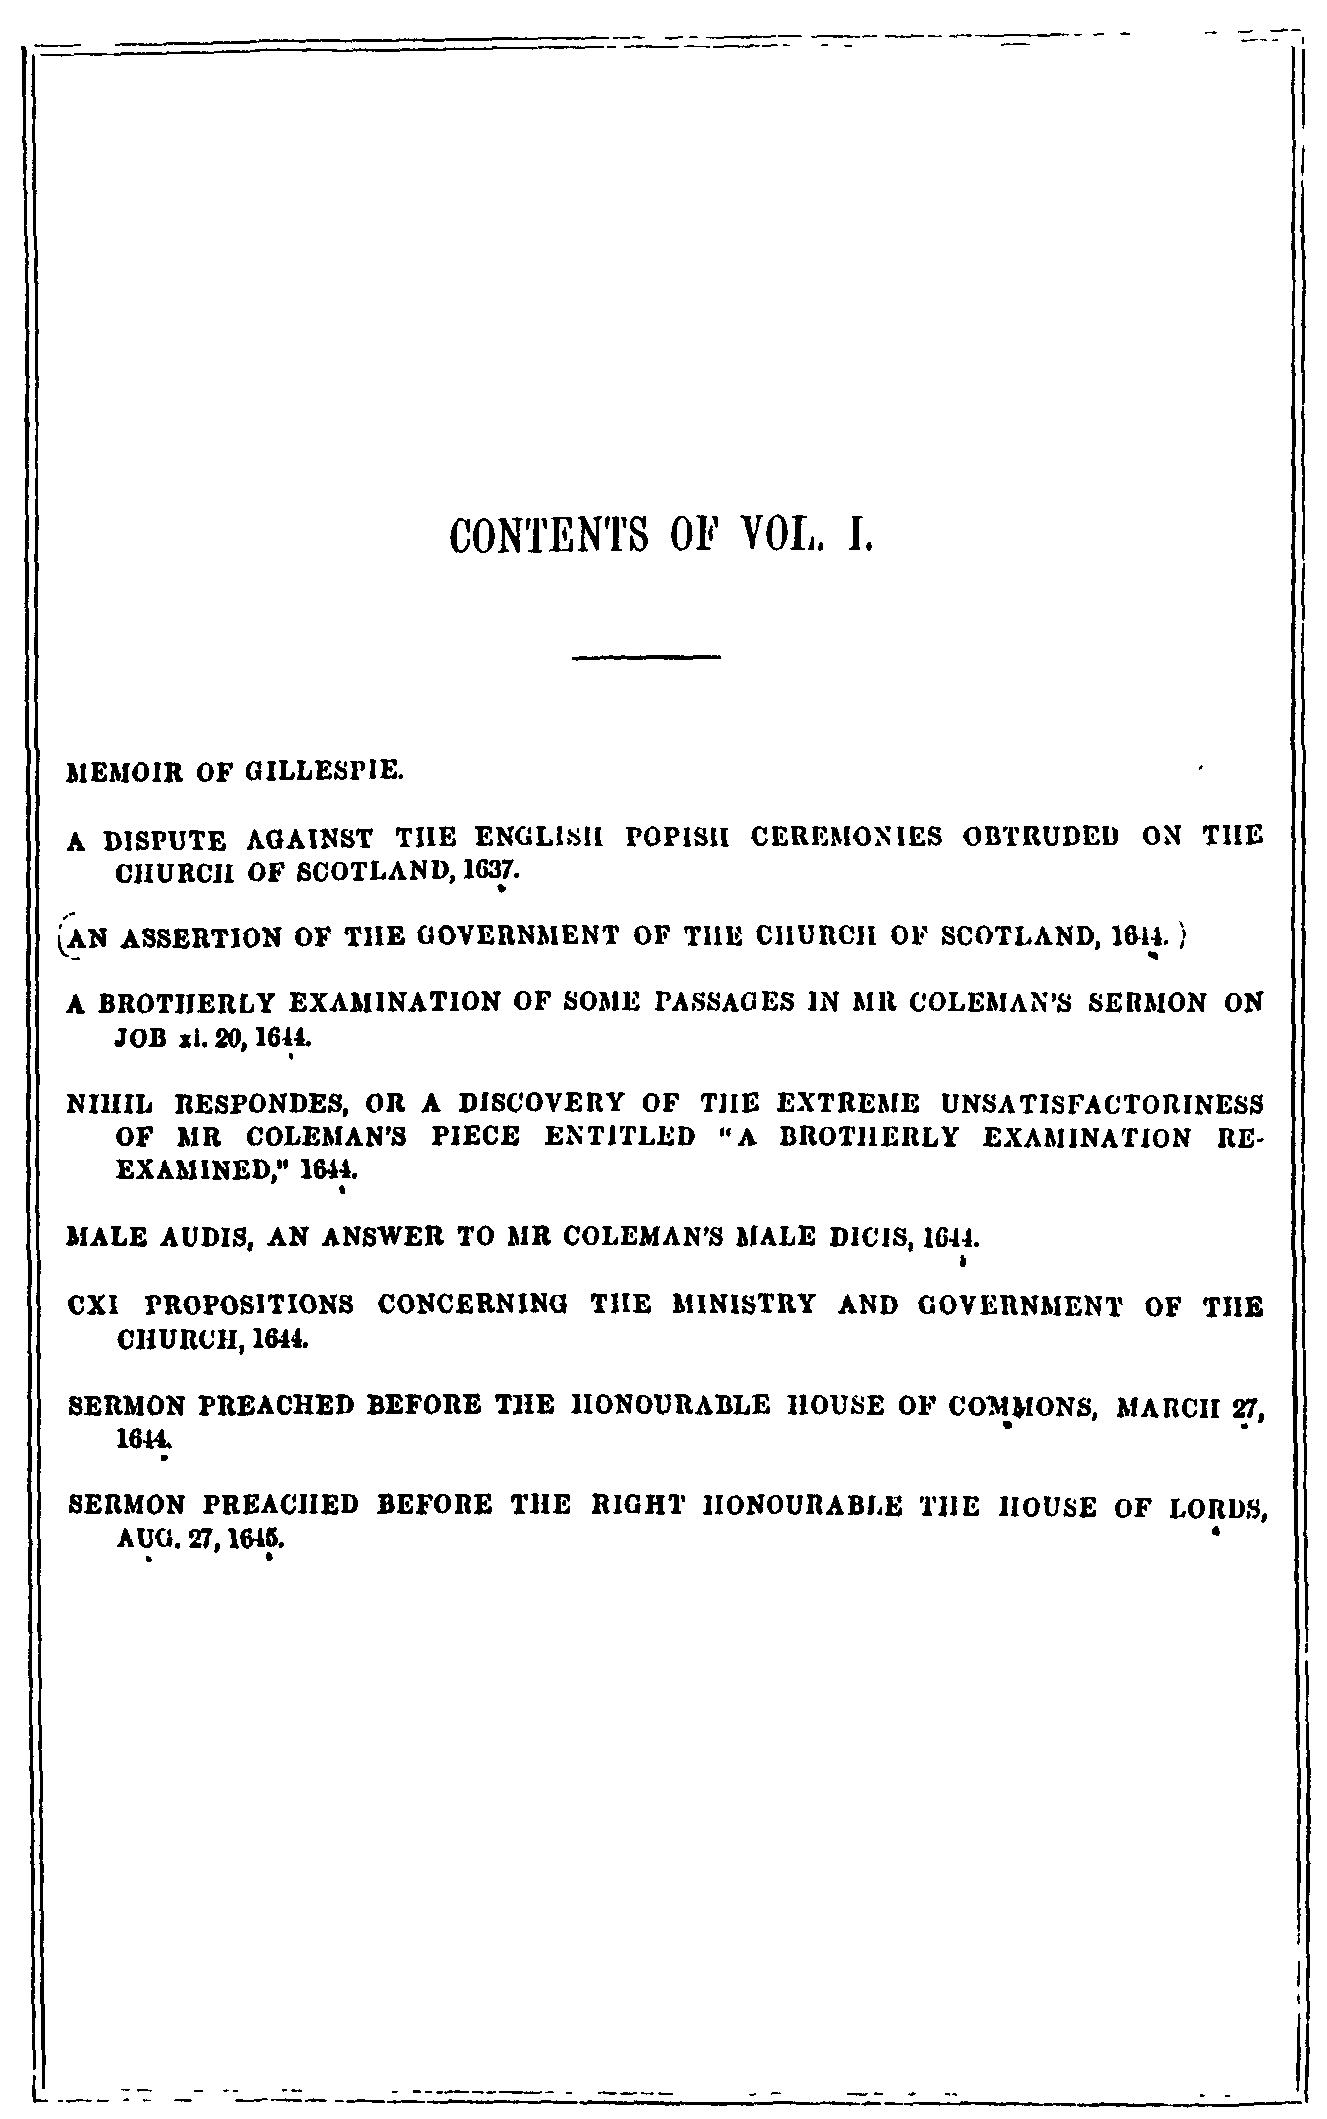 CONTENTS OF VOL. I.
MEMOIR OF GILLESPIE.
A DISPUTE AGAINST THE ENGLISH POPISH CEREMONIES OBTRUDED ON THE
CHURCH OF SCOTLAND, 1637.
(AN ASSERTION OF THE GOVERNMENT OF THE CHURCH OF SCOTLAND, 1644.)
A BROTHERLY EXAMINATION OF SOME PASSAGES IN MR COLEMAN'S SERMON ON
JOB xi. 20, 1644.
NIHIL RESPONDES, OR A DISCOVERY OF THE EXTREME UNSATISFACTORINESS
OF MR COLEMAN'S PIECE ENTITLED "A BROTHERLY EXAMINATION RE-
EXAMINED," 1644.
MALE AUDIS, AN ANSWER TO MR COLEMAN'S MALE DICIS, 1644.
CXI PROPOSITIONS CONCERNING THE MINISTRY AND GOVERNMENT OF THE
CHURCH, 1644.
SERMON PREACHED BEFORE THE HONOURABLE HOUSE OF COMMONS, MARCH 27,
1644.
SERMON PREACHED BEFORE THE RIGHT HONOURABLE THE HOUSE OF LORDS,
AUG. 27, 1645.